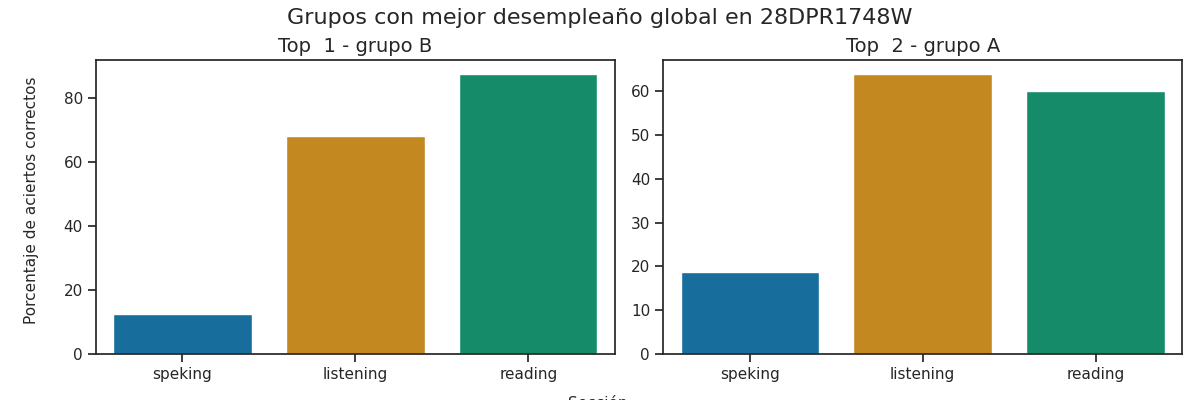 Grupos con mejor desempleaño global en 28DPR1748W
Top 1 - grupo B
Porcentaje de aciertos correctos
80
60
40
20
0
speking listening reading
Top 2 - grupo A
60
50
40
30
20
10
0
speking listening reading
Sección